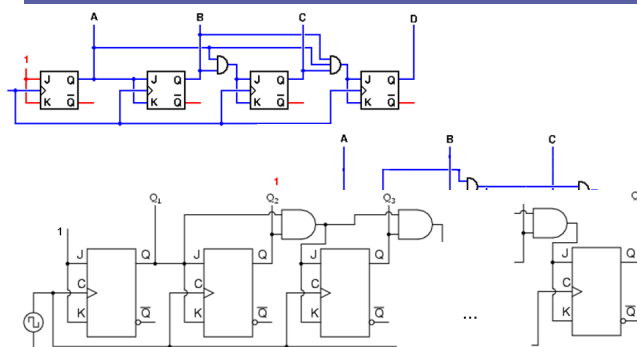 A B C D
1
J Q J Q J Q J Q
K Q̅ K Q̅ K Q̅ K Q̅
A B C
1
Q₁ Q₂ Q₃ Q
1
J Q J Q J Q J Q
C C C C
K Q̅ K Q̅ K Q̅ K Q̅
...